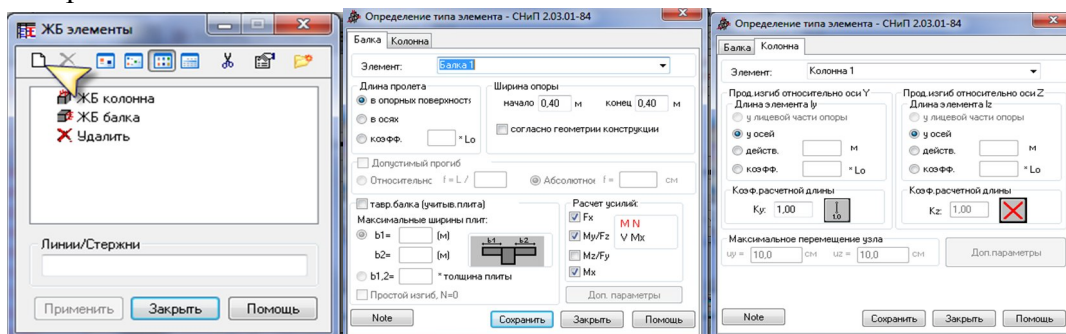 ЖБ элементы
ЖБ колонна
ЖБ балка
Удалить
Линии/Стержни
Применить Закрыть Помощь
Определение типа элемента - СНиП 2.03.01-84
Балка Колонна
Элемент: Балка 1
Длина пролета
в опорных поверхностя
в осях
коэфф. * Lo
Ширина опоры
начало 0,40 м конец 0,40 м
согласно геометрии конструкции
Допустимый прогиб
Относительнс f = L / Абсолютног f = см
тавр.балка (учитыв.плита)
Максимальные ширины плит:
b1= (м)
b2= (м)
b1 b2
b1,2= * толщина плиты
Простой изгиб, N=0
Расчет усилий:
Fx
My/Fz
Mz/Fy
Mx
M N
V Mx
Доп. параметры
Note Сохранить Закрыть Помощь
Определение типа элемента - СНиП 2.03.01-84
Балка Колонна
Элемент: Колонна 1
Прод.изгиб относительно оси Y
Длина элемента ly
у лицевой части опоры
у осей
действ. м
коэфф. * Lo
Коэф.расчетной длины
Ky: 1,00
1.0
Прод.изгиб относительно оси Z
Длина элемента lz
у лицевой части опоры
у осей
действ. м
коэфф. * Lo
Коэф.расчетной длины
Kz: 1,00
Максимальное перемещение узла
uy = 10,0 см uz = 10,0 см
Доп.параметры
Note Сохранить Закрыть Помощь